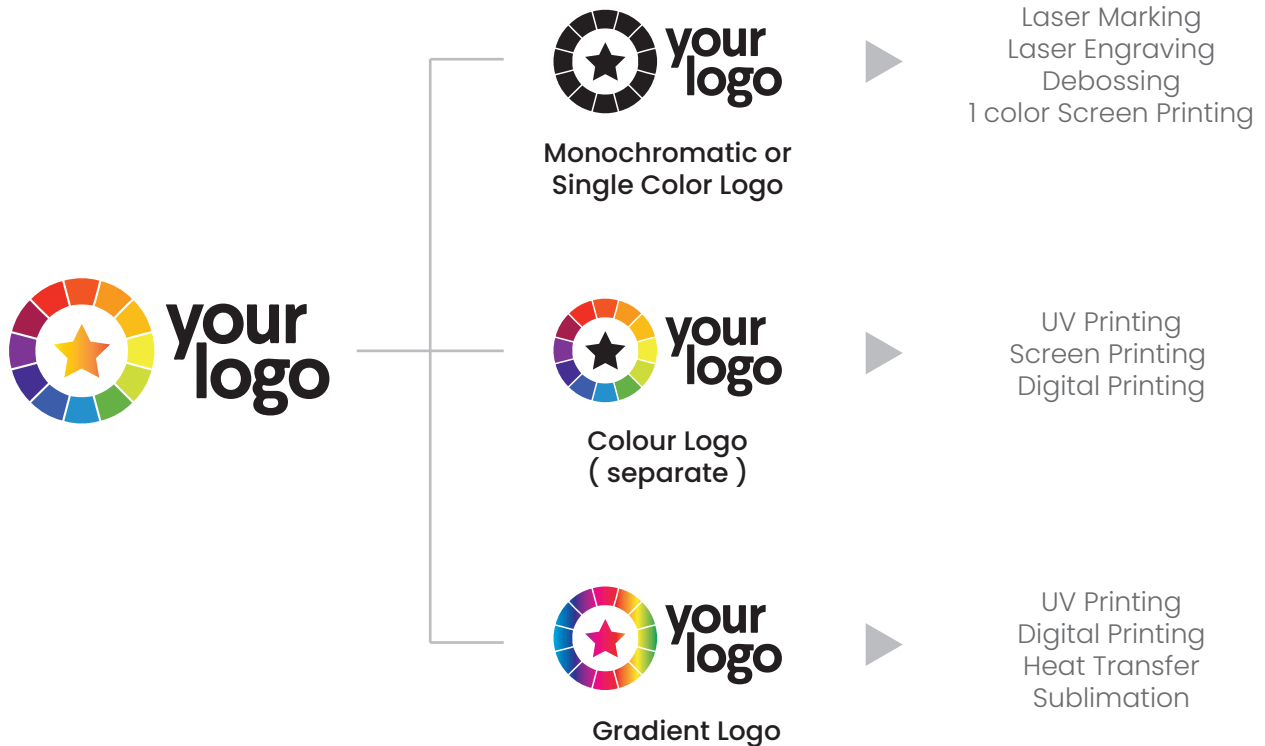 your
logo
your
logo
Monochromatic or
Single Color Logo
Laser Marking
Laser Engraving
Debossing
1 color Screen Printing
your
logo
Colour Logo
( separate )
UV Printing
Screen Printing
Digital Printing
your
logo
Gradient Logo
UV Printing
Digital Printing
Heat Transfer
Sublimation